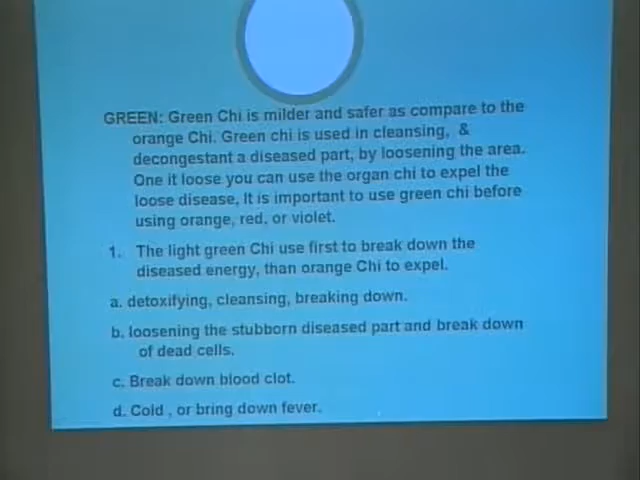 GREEN: Green Chi is milder and safer as compare to the
orange Chi. Green chi is used in cleansing, &
decongestant a diseased part, by loosening the area.
One it loose you can use the organ chi to expel the
loose disease, It is important to use green chi before
using orange, red, or violet.
1. The light green Chi use first to break down the
diseased energy, than orange Chi to expel.
a. detoxifying, cleansing, breaking down.
b. loosening the stubborn diseased part and break down
of dead cells.
c. Break down blood clot.
d. Cold , or bring down fever.